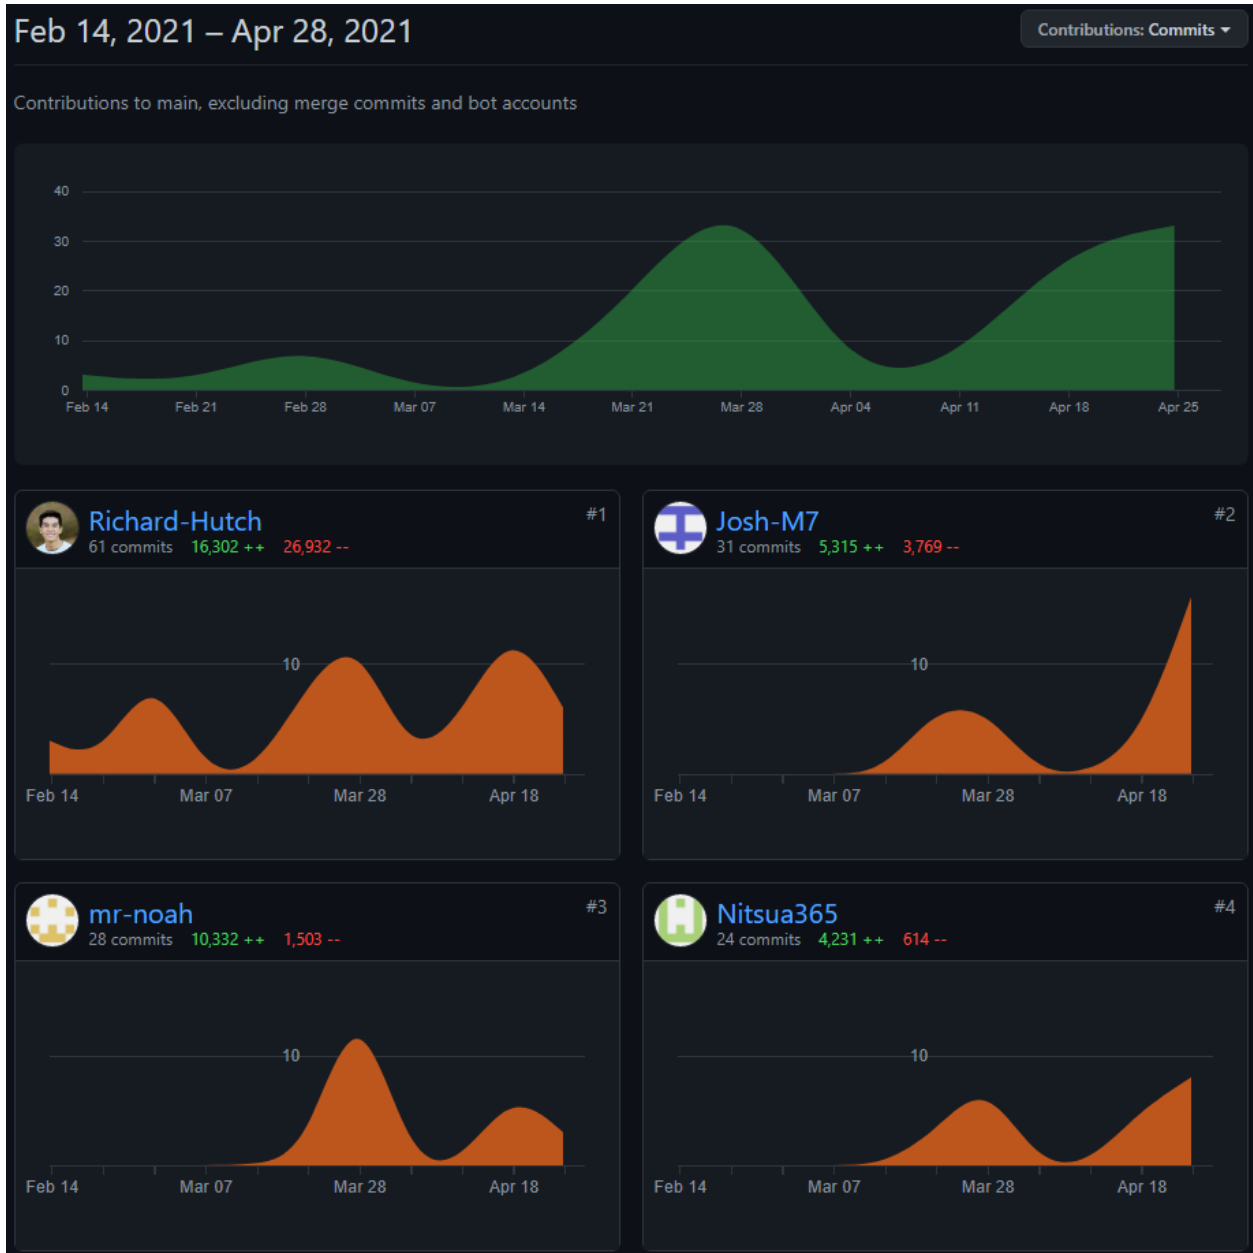 Feb 14, 2021 – Apr 28, 2021
Contributions: Commits
Contributions to main, excluding merge commits and bot accounts
40
30
20
10
0
Feb 14 Feb 21 Feb 28 Mar 07 Mar 14 Mar 21 Mar 28 Apr 04 Apr 11 Apr 18 Apr 25
Richard-Hutch #1
61 commits 16,302 ++ 26,932 --
10
Feb 14 Mar 07 Mar 28 Apr 18
Josh-M7 #2
31 commits 5,315 ++ 3,769 --
10
Feb 14 Mar 07 Mar 28 Apr 18
mr-noah #3
28 commits 10,332 ++ 1,503 --
10
Feb 14 Mar 07 Mar 28 Apr 18
Nitsua365 #4
24 commits 4,231 ++ 614 --
10
Feb 14 Mar 07 Mar 28 Apr 18